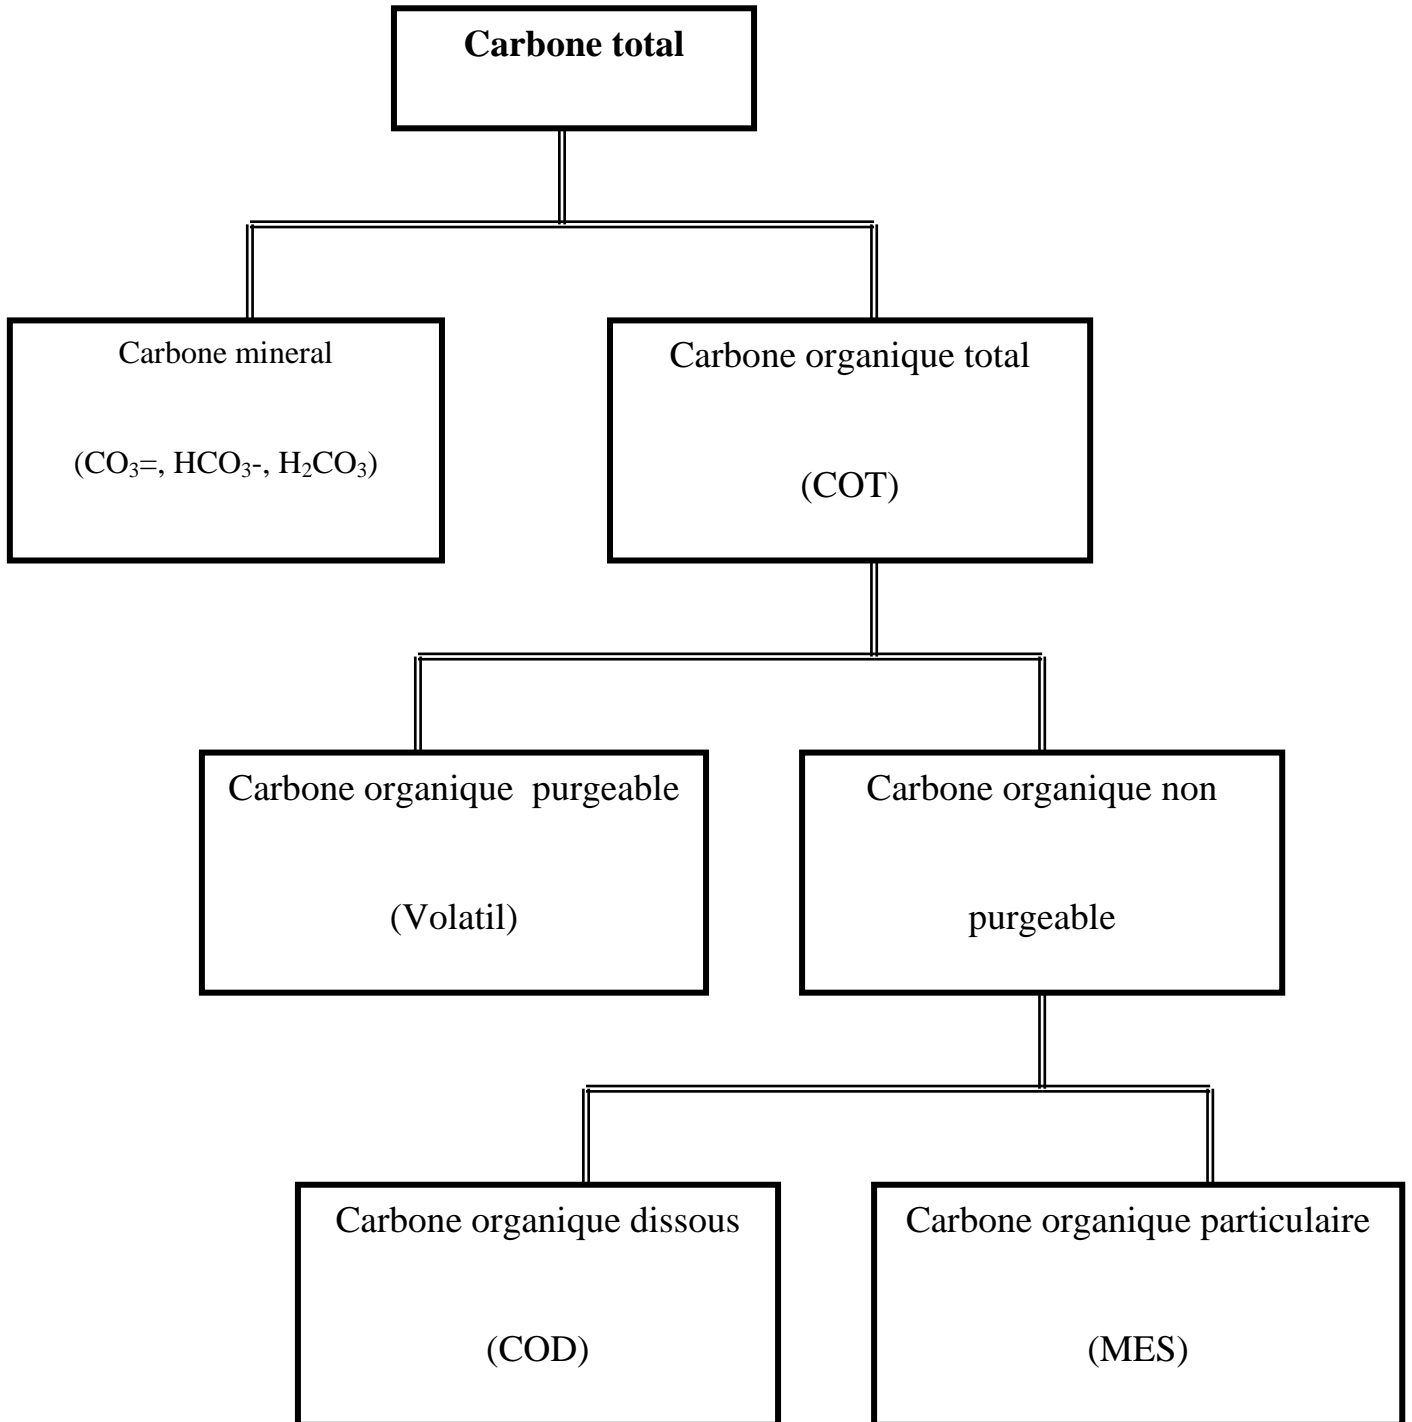 Carbone total
Carbone mineral
(CO₃=, HCO₃-, H₂CO₃)
Carbone organique total
(COT)
Carbone organique  purgeable
(Volatil)
Carbone organique non
purgeable
Carbone organique dissous
(COD)
Carbone organique particulaire
(MES)